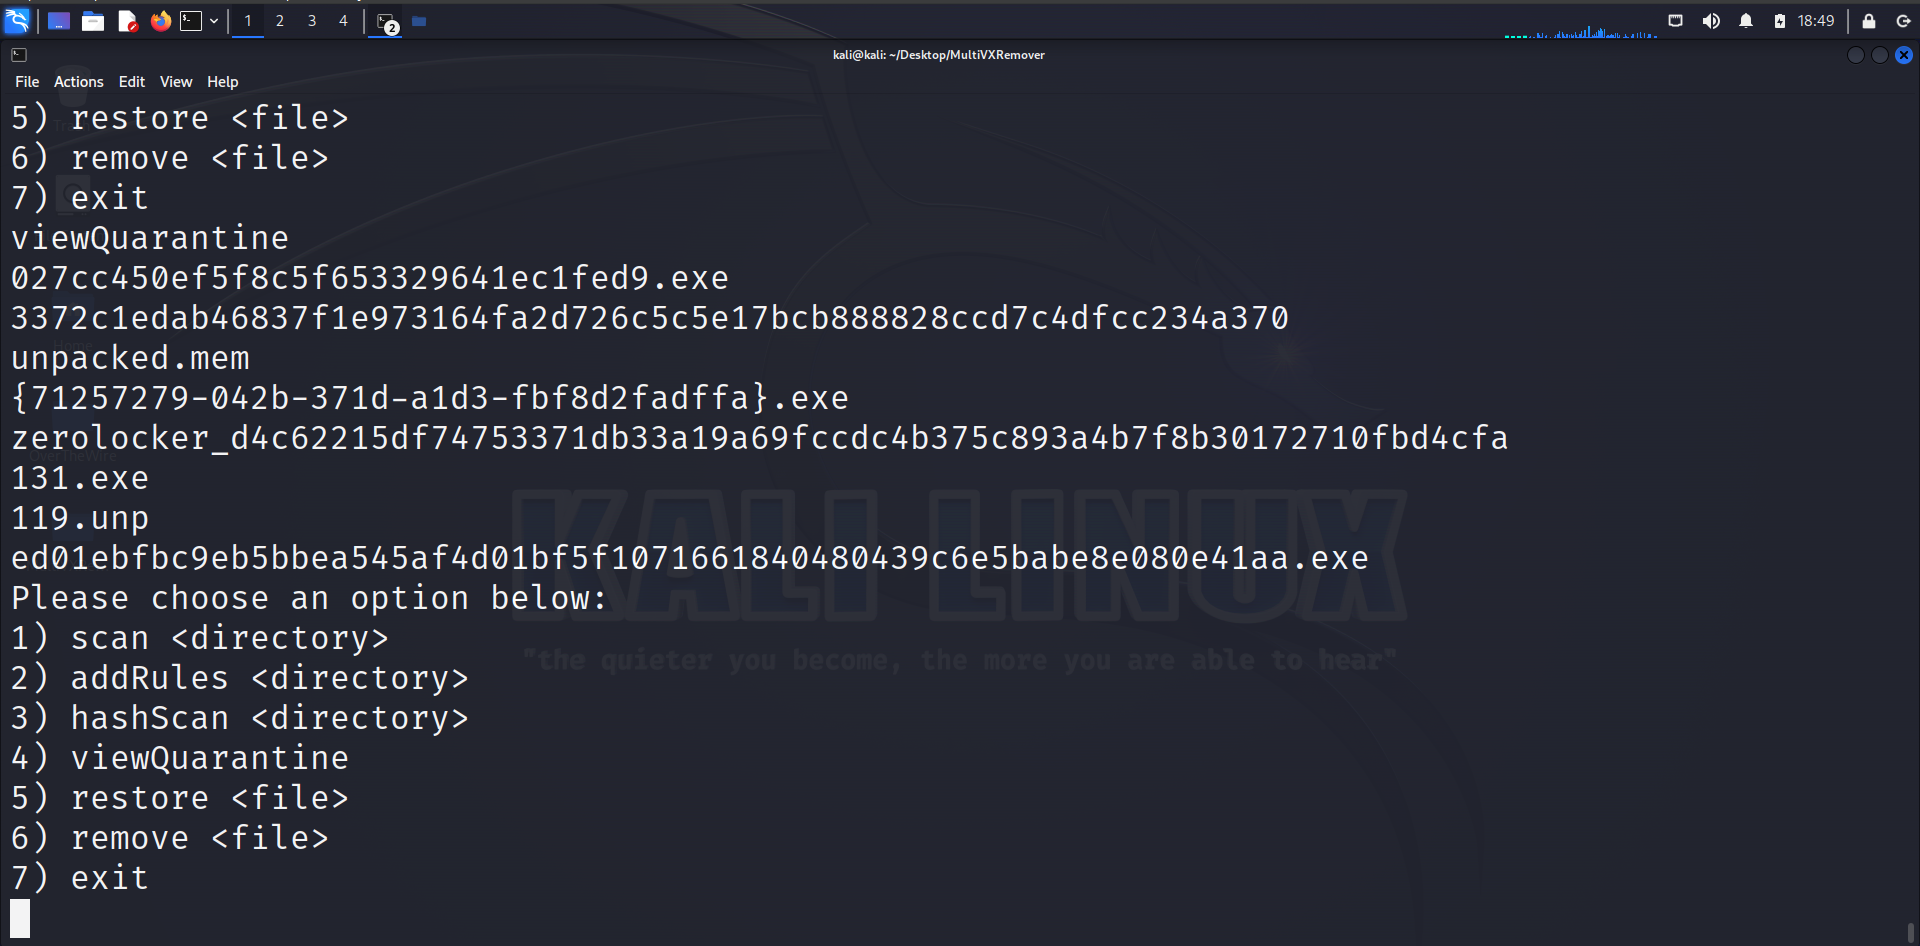 1 2 3 4 2 18:49
kali@kali: ~/Desktop/MultiVXRemover
File Actions Edit View Help
5) restore <file>
6) remove <file>
7) exit
viewQuarantine
027cc450ef5f8c5f653329641ec1fed9.exe
3372c1edab46837f1e973164fa2d726c5c5e17bcb888828ccd7c4dfcc234a370
unpacked.mem
{71257279-042b-371d-a1d3-fbf8d2fadffa}.exe
zerolocker_d4c62215df74753371db33a19a69fccdc4b375c893a4b7f8b30172710fbd4cfa
131.exe
119.unp
ed01ebfbc9eb5bbea545af4d01bf5f1071661840480439c6e5babe8e080e41aa.exe
Please choose an option below:
1) scan <directory>
2) addRules <directory>
3) hashScan <directory>
4) viewQuarantine
5) restore <file>
6) remove <file>
7) exit
KALI LINUX
"the quieter you become, the more you are able to hear"
Home
OverTheWire